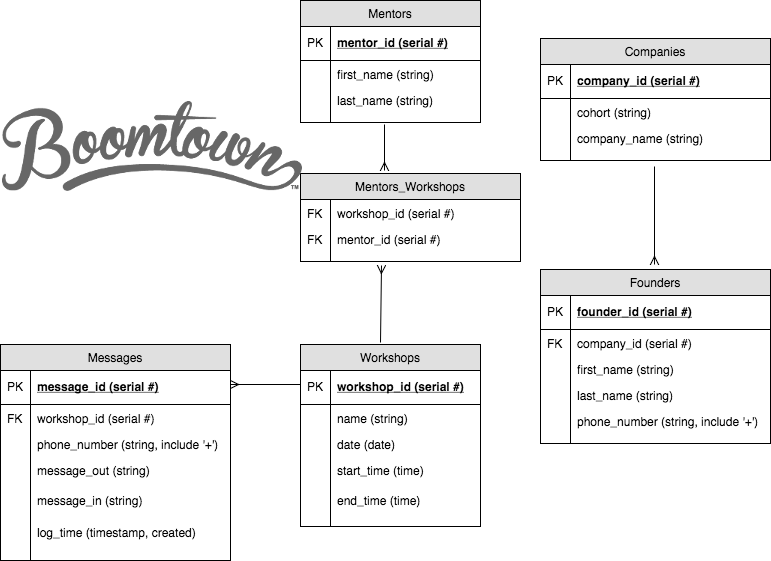 Mentors
PK mentor_id (serial #)
first_name (string)
last_name (string)
Companies
PK company_id (serial #)
cohort (string)
company_name (string)
Boomtown™
Mentors_Workshops
FK workshop_id (serial #)
FK mentor_id (serial #)
Founders
PK founder_id (serial #)
FK company_id (serial #)
first_name (string)
last_name (string)
phone_number (string, include '+')
Messages
PK message_id (serial #)
FK workshop_id (serial #)
phone_number (string, include '+')
message_out (string)
message_in (string)
log_time (timestamp, created)
Workshops
PK workshop_id (serial #)
name (string)
date (date)
start_time (time)
end_time (time)